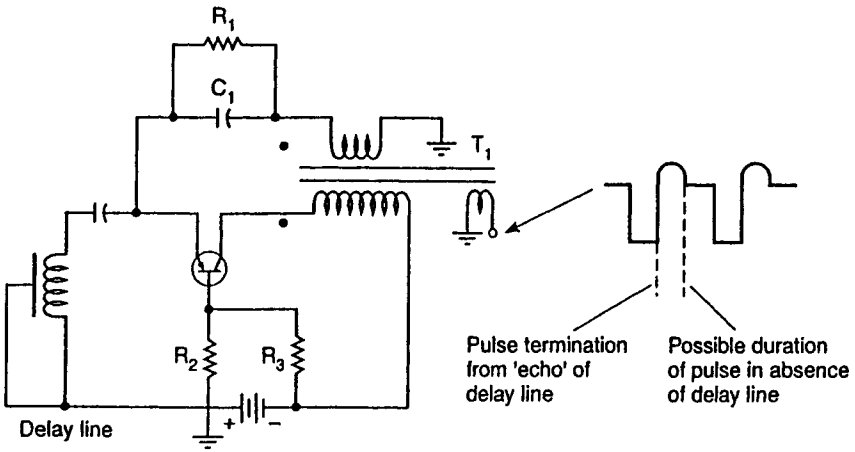 R1
C1
T1
R2
R3
+ −
Delay line
Pulse termination
from 'echo' of
delay line
Possible duration
of pulse in absence
of delay line